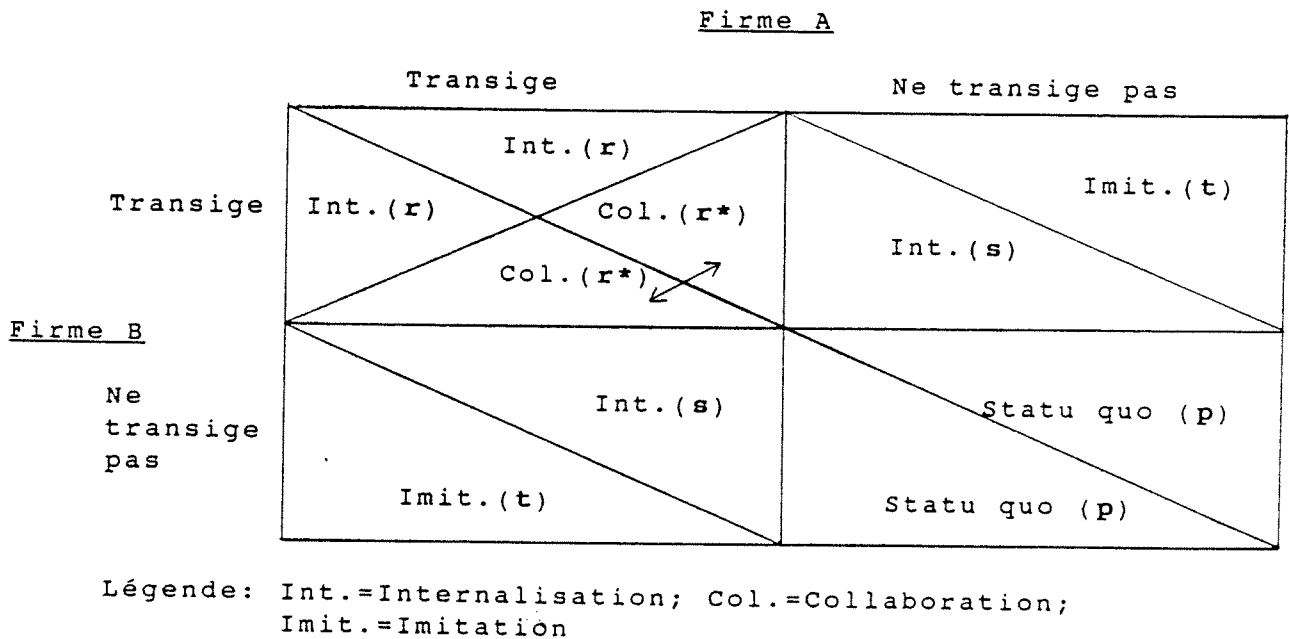 Firme A
Transige
Ne transige pas
Int.(r)
Imit.(t)
Transige
Int.(r)
Col.(r*)
Int.(s)
Col.(r*)
Firme B
Ne
transige
pas
Int.(s)
Statu quo (p)
Imit.(t)
Statu quo (p)
Légende: Int.=Internalisation; Col.=Collaboration;
Imit.=Imitation